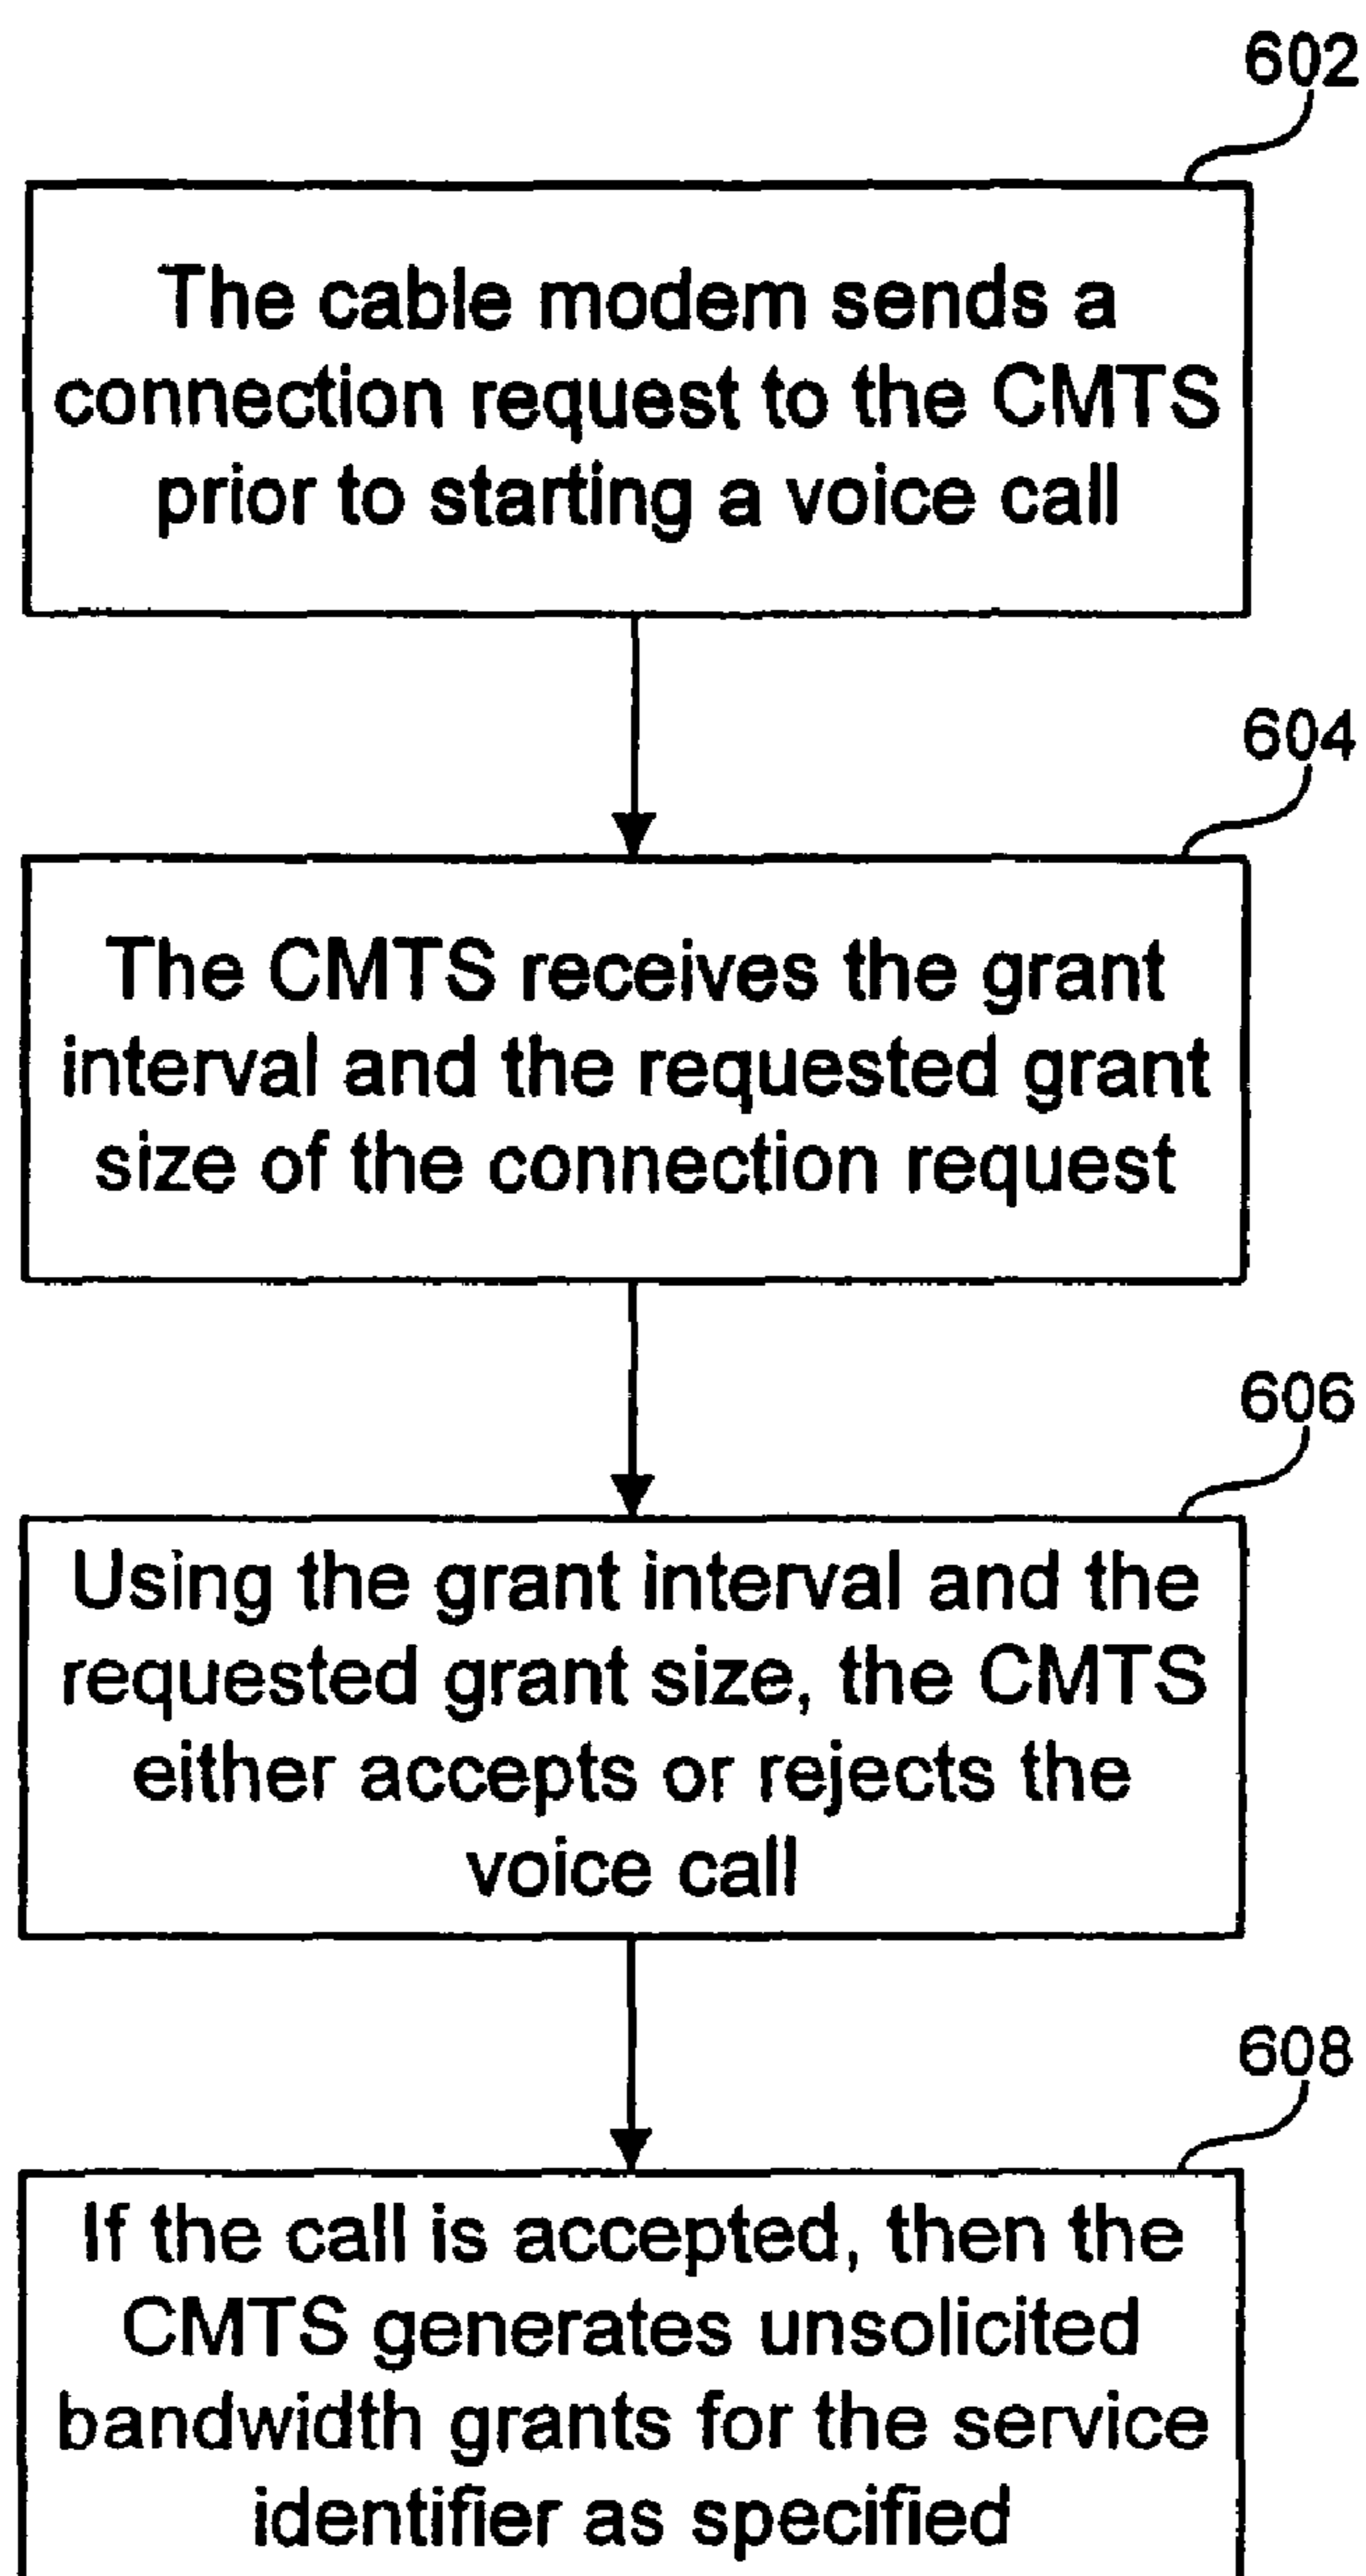 602
The cable modem sends a
connection request to the CMTS
prior to starting a voice call
604
The CMTS receives the grant
interval and the requested grant
size of the connection request
606
Using the grant interval and the
requested grant size, the CMTS
either accepts or rejects the
voice call
608
If the call is accepted, then the
CMTS generates unsolicited
bandwidth grants for the service
identifier as specified